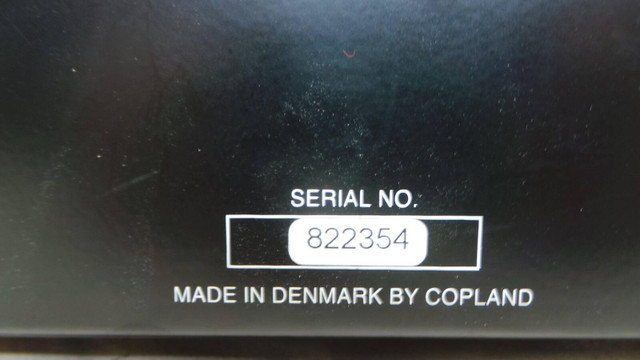 SERIAL NO.
822354
MADE IN DENMARK BY COPLAND